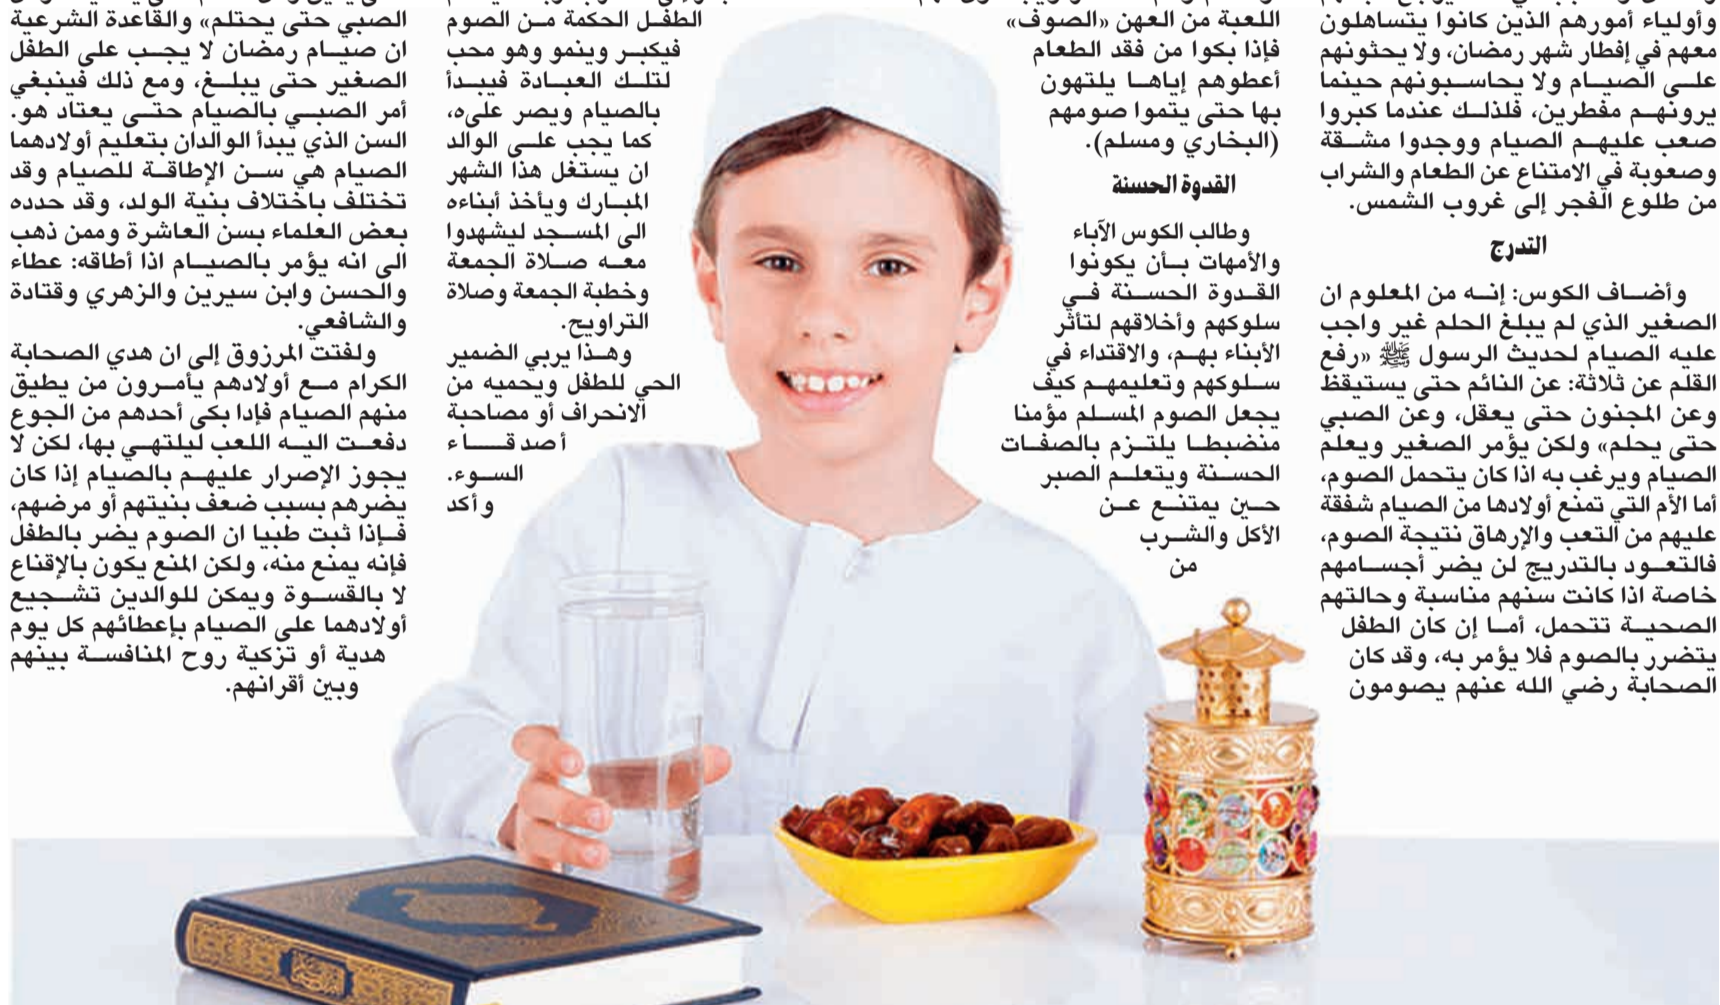 وأولياء أمورهم الذين كانوا يتساهلون
معهم في إفطار شهر رمضان، ولا يحثونهم
على الصيام ولا يحاسبونهم حينما
يرونهم مفطرين، فلذلك عندما كبروا
صعب عليهم الصيام ووجدوا مشقة
وصعوبة في الامتناع عن الطعام والشراب
من طلوع الفجر إلى غروب الشمس.
التدرج
وأضاف الكوس: إنه من المعلوم ان
الصغير الذي لم يبلغ الحلم غير واجب
عليه الصيام لحديث الرسول ﷺ «رفع
القلم عن ثلاثة: عن النائم حتى يستيقظ
وعن المجنون حتى يعقل، وعن الصبي
حتى يحلم» ولكن يؤمر الصغير ويعلم
الصيام ويرغب به اذا كان يتحمل الصوم،
أما الأم التي تمنع أولادها من الصيام شفقة
عليهم من التعب والإرهاق نتيجة الصوم،
فالتعود بالتدريج لن يضر أجسامهم
خاصة اذا كانت سنهم مناسبة وحالتهم
الصحية تتحمل، أما إن كان الطفل
يتضرر بالصوم فلا يؤمر به، وقد كان
الصحابة رضي الله عنهم يصومون
اللعبة من العهن «الصوف»
فإذا بكوا من فقد الطعام
أعطوهم إياها يلتهون
بها حتى يتموا صومهم
(البخاري ومسلم).
القدوة الحسنة
وطالب الكوس الآباء
والأمهات بأن يكونوا
القدوة الحسنة في
سلوكهم وأخلاقهم لتأثر
الأبناء بهم، والاقتداء في
سلوكهم وتعليمهم كيف
يجعل الصوم المسلم مؤمنا
منضبطا يلتزم بالصفات
الحسنة ويتعلم الصبر
حين يمتنع عن
الأكل والشرب
من
الطفل الحكمة من الصوم
فيكبر وينمو وهو محب
لتلك العبادة فيبدأ
بالصيام ويصر على،
كما يجب على الوالد
ان يستغل هذا الشهر
المبارك ويأخذ أبناءه
الى المسجد ليشهدوا
معه صلاة الجمعة
وخطبة الجمعة وصلاة
التراويح.
وهذا يربي الضمير
الحي للطفل ويحميه من
الانحراف أو مصاحبة
أصدقاء
السوء.
وأكد
الصبي حتى يحتلم» والقاعدة الشرعية
ان صيام رمضان لا يجب على الطفل
الصغير حتى يبلغ، ومع ذلك فينبغي
أمر الصبي بالصيام حتى يعتاد هو.
السن الذي يبدأ الوالدان بتعليم أولادهما
الصيام هي سن الإطاقة للصيام وقد
تختلف باختلاف بنية الولد، وقد حدده
بعض العلماء بسن العاشرة وممن ذهب
الى انه يؤمر بالصيام اذا أطاقه: عطاء
والحسن وابن سيرين والزهري وقتادة
والشافعي.
ولفتت المرزوق إلى ان هدي الصحابة
الكرام مع أولادهم يأمرون من يطيق
منهم الصيام فإدا بكى أحدهم من الجوع
دفعت اليه اللعب ليلتهي بها، لكن لا
يجوز الإصرار عليهم بالصيام إذا كان
يضرهم بسبب ضعف بنيتهم أو مرضهم،
فإذا ثبت طبيا ان الصوم يضر بالطفل
فإنه يمنع منه، ولكن المنع يكون بالإقناع
لا بالقسوة ويمكن للوالدين تشجيع
أولادهما على الصيام بإعطائهم كل يوم
هدية أو تزكية روح المنافسة بينهم
وبين أقرانهم.